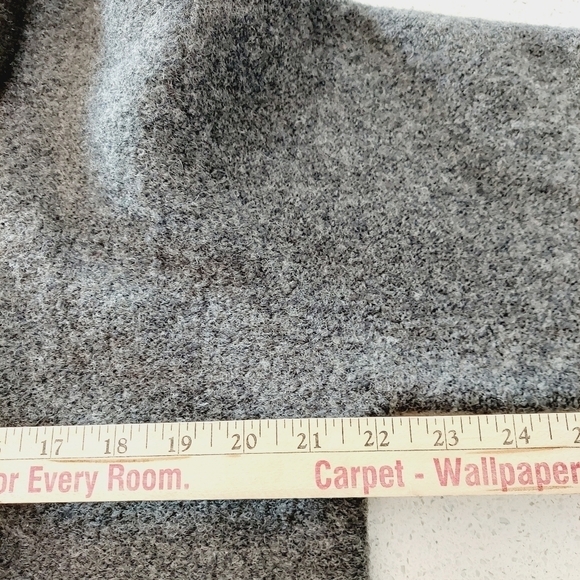 17 18 19 20 21 22 23 24
or Every Room. Carpet - Wallpaper